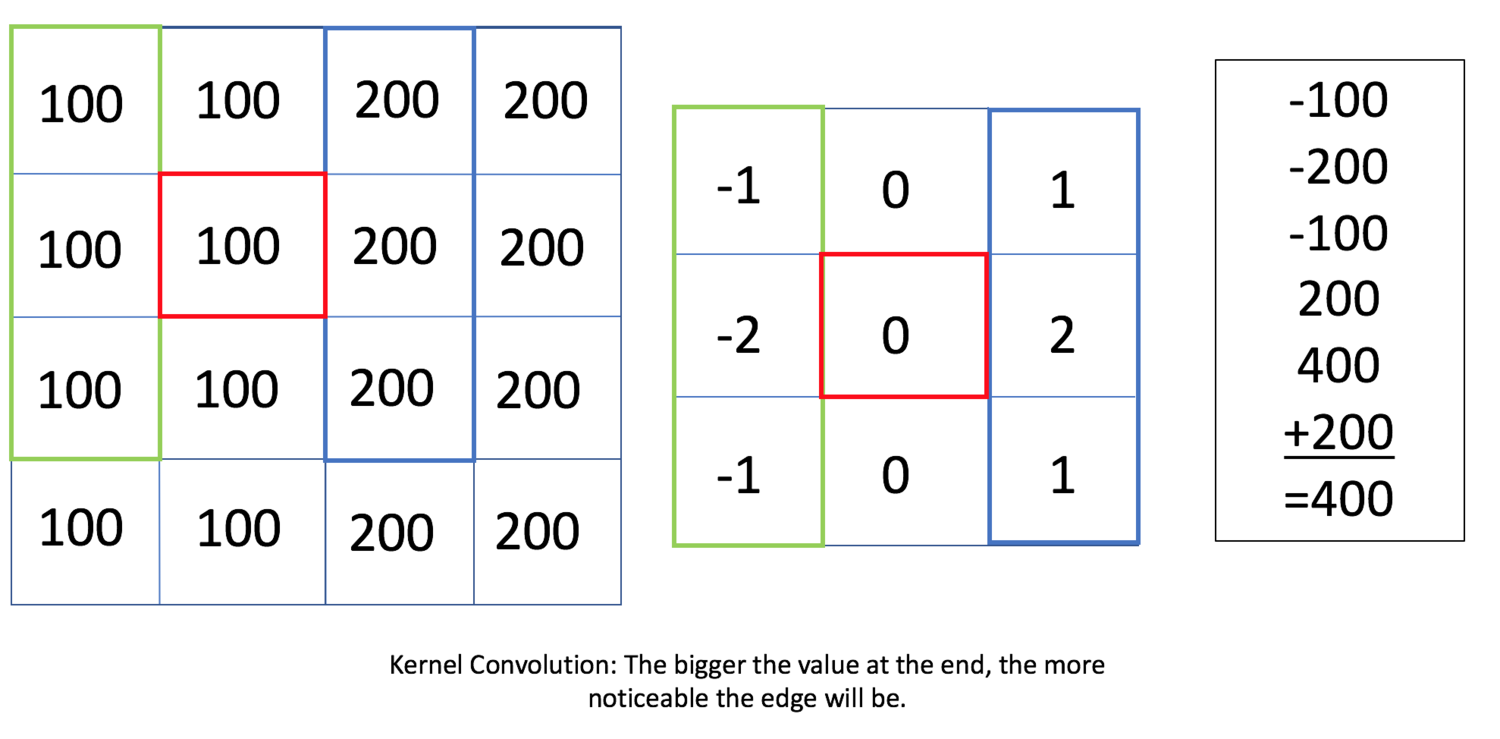 100 100 200 200
100 100 200 200
100 100 200 200
100 100 200 200
-1 0 1
-2 0 2
-1 0 1
-100
-200
-100
200
400
+200
=400
Kernel Convolution: The bigger the value at the end, the more
noticeable the edge will be.